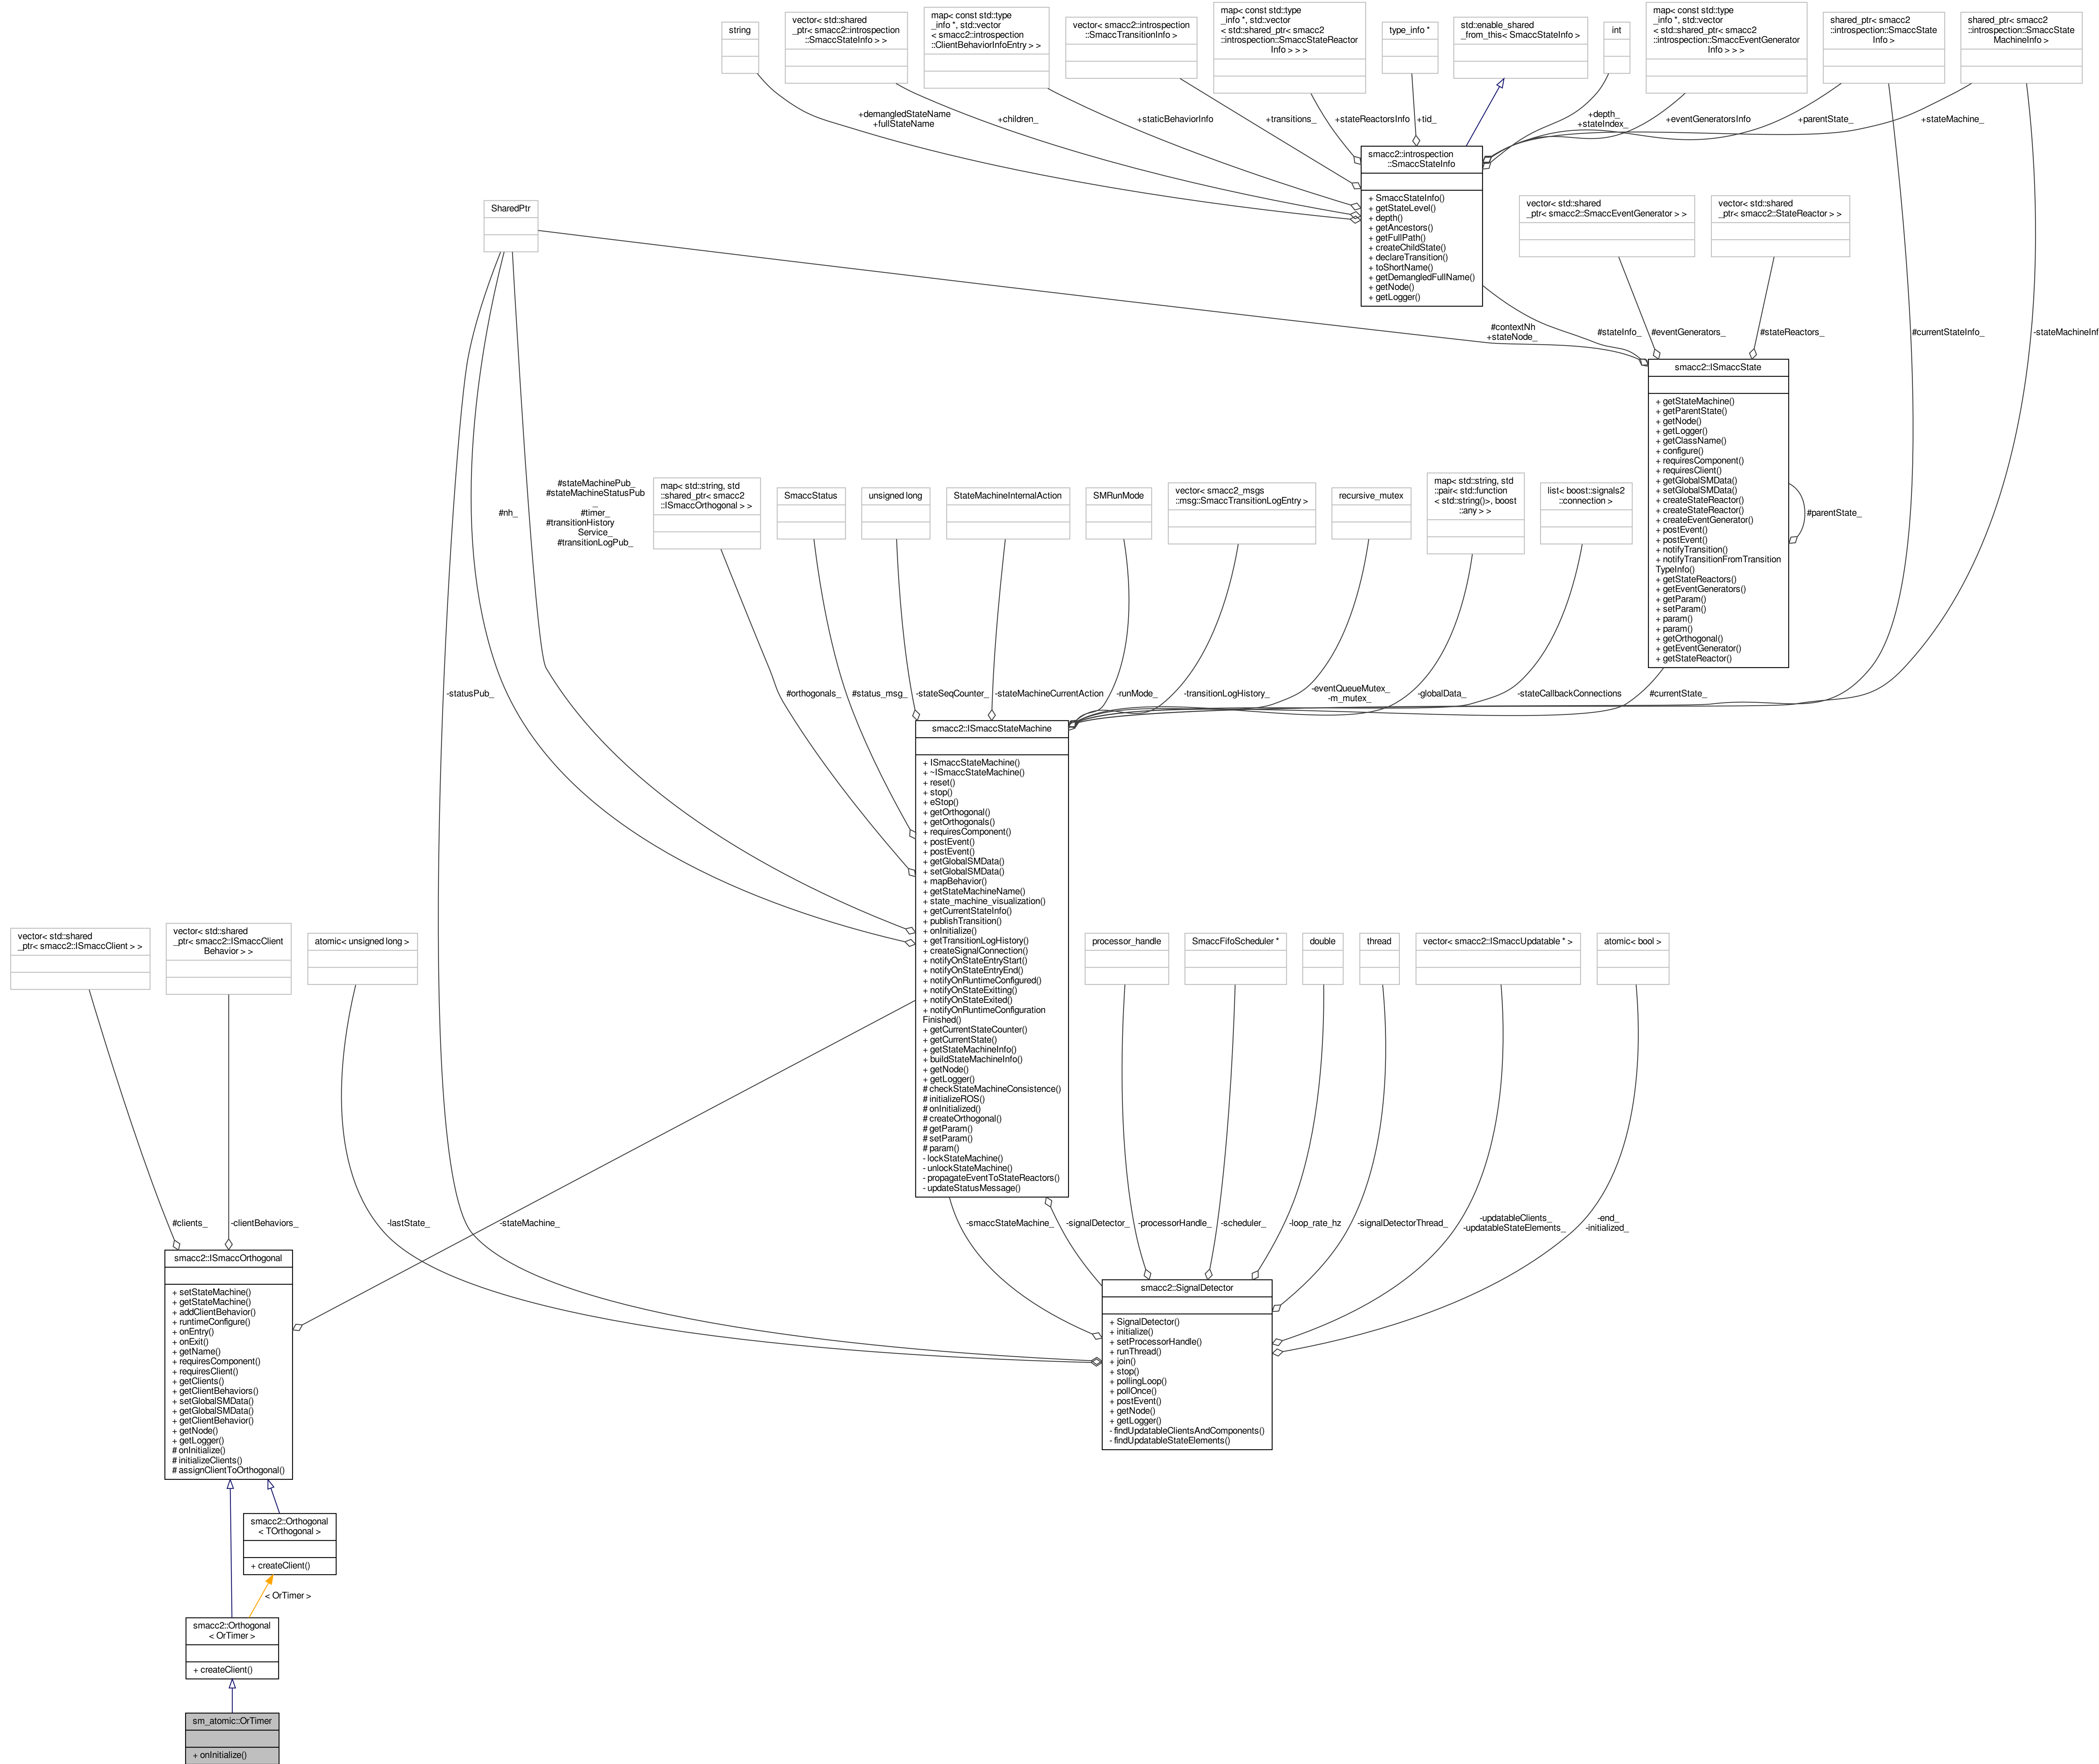 string
vector< std::shared
_ptr< smacc2::introspection
::SmaccStateInfo > >
map< const std::type
_info *, std::vector
< smacc2::introspection
::ClientBehaviorInfoEntry > >
vector< smacc2::introspection
::SmaccTransitionInfo >
map< const std::type
_info *, std::vector
< std::shared_ptr< smacc2
::introspection::SmaccStateReactor
Info > > >
type_info *
std::enable_shared
_from_this< SmaccStateInfo >
int
map< const std::type
_info *, std::vector
< std::shared_ptr< smacc2
::introspection::SmaccEventGenerator
Info > > >
shared_ptr< smacc2
::introspection::SmaccState
Info >
shared_ptr< smacc2
::introspection::SmaccState
MachineInfo >
+demangledStateName
+fullStateName
+children_
+staticBehaviorInfo
+transitions_
+stateReactorsInfo
+tid_
+depth_
+stateIndex_
+eventGeneratorsInfo
+parentState_
+stateMachine_
smacc2::introspection
::SmaccStateInfo
+ SmaccStateInfo()
+ getStateLevel()
+ depth()
+ getAncestors()
+ getFullPath()
+ createChildState()
+ declareTransition()
+ toShortName()
+ getDemangledFullName()
+ getNode()
+ getLogger()
SharedPtr
vector< std::shared
_ptr< smacc2::SmaccEventGenerator > >
vector< std::shared
_ptr< smacc2::StateReactor > >
#contextNh
+stateNode_
#stateInfo_
#eventGenerators_
#stateReactors_
#currentStateInfo_
-stateMachineInf
smacc2::ISmaccState
+ getStateMachine()
+ getParentState()
+ getNode()
+ getLogger()
+ getClassName()
+ configure()
+ requiresComponent()
+ requiresClient()
+ getGlobalSMData()
+ setGlobalSMData()
+ createStateReactor()
+ createStateReactor()
+ createEventGenerator()
+ postEvent()
+ postEvent()
+ notifyTransition()
+ notifyTransitionFromTransition
TypeInfo()
+ getStateReactors()
+ getEventGenerators()
+ getParam()
+ setParam()
+ param()
+ param()
+ getOrthogonal()
+ getEventGenerator()
+ getStateReactor()
#parentState_
#nh_
#stateMachinePub_
#stateMachineStatusPub
_
#timer_
#transitionHistory
Service_
#transitionLogPub_
map< std::string, std
::shared_ptr< smacc2
::ISmaccOrthogonal > >
SmaccStatus
unsigned long
StateMachineInternalAction
SMRunMode
vector< smacc2_msgs
::msg::SmaccTransitionLogEntry >
recursive_mutex
map< std::string, std
::pair< std::function
< std::string()>, boost
::any > >
list< boost::signals2
::connection >
-statusPub_
#orthogonals_
#status_msg_
-stateSeqCounter_
-stateMachineCurrentAction
-runMode_
-transitionLogHistory_
-eventQueueMutex_
-m_mutex_
-globalData_
-stateCallbackConnections
#currentState_
smacc2::ISmaccStateMachine
+ ISmaccStateMachine()
+ ~ISmaccStateMachine()
+ reset()
+ stop()
+ eStop()
+ getOrthogonal()
+ getOrthogonals()
+ requiresComponent()
+ postEvent()
+ postEvent()
+ getGlobalSMData()
+ setGlobalSMData()
+ mapBehavior()
+ getStateMachineName()
+ state_machine_visualization()
+ getCurrentStateInfo()
+ publishTransition()
+ onInitialize()
+ getTransitionLogHistory()
+ createSignalConnection()
+ notifyOnStateEntryStart()
+ notifyOnStateEntryEnd()
+ notifyOnRuntimeConfigured()
+ notifyOnStateExitting()
+ notifyOnStateExited()
+ notifyOnRuntimeConfiguration
Finished()
+ getCurrentStateCounter()
+ getCurrentState()
+ getStateMachineInfo()
+ buildStateMachineInfo()
+ getNode()
+ getLogger()
# checkStateMachineConsistence()
# initializeROS()
# onInitialized()
# createOrthogonal()
# getParam()
# setParam()
# param()
- lockStateMachine()
- unlockStateMachine()
- propagateEventToStateReactors()
- updateStatusMessage()
vector< std::shared
_ptr< smacc2::ISmaccClient > >
vector< std::shared
_ptr< smacc2::ISmaccClient
Behavior > >
atomic< unsigned long >
processor_handle
SmaccFifoScheduler *
double
thread
vector< smacc2::ISmaccUpdatable * >
atomic< bool >
#clients_
-clientBehaviors_
-lastState_
-stateMachine_
-smaccStateMachine_
-signalDetector_
-processorHandle_
-scheduler_
-loop_rate_hz
-signalDetectorThread_
-updatableClients_
-updatableStateElements_
-end_
-initialized_
smacc2::ISmaccOrthogonal
+ setStateMachine()
+ getStateMachine()
+ addClientBehavior()
+ runtimeConfigure()
+ onEntry()
+ onExit()
+ getName()
+ requiresComponent()
+ requiresClient()
+ getClients()
+ getClientBehaviors()
+ setGlobalSMData()
+ getGlobalSMData()
+ getClientBehavior()
+ getNode()
+ getLogger()
# onInitialize()
# initializeClients()
# assignClientToOrthogonal()
smacc2::SignalDetector
+ SignalDetector()
+ initialize()
+ setProcessorHandle()
+ runThread()
+ join()
+ stop()
+ pollingLoop()
+ pollOnce()
+ postEvent()
+ getNode()
+ getLogger()
- findUpdatableClientsAndComponents()
- findUpdatableStateElements()
smacc2::Orthogonal
< TOrthogonal >
+ createClient()
< OrTimer >
smacc2::Orthogonal
< OrTimer >
+ createClient()
sm_atomic::OrTimer
+ onInitialize()